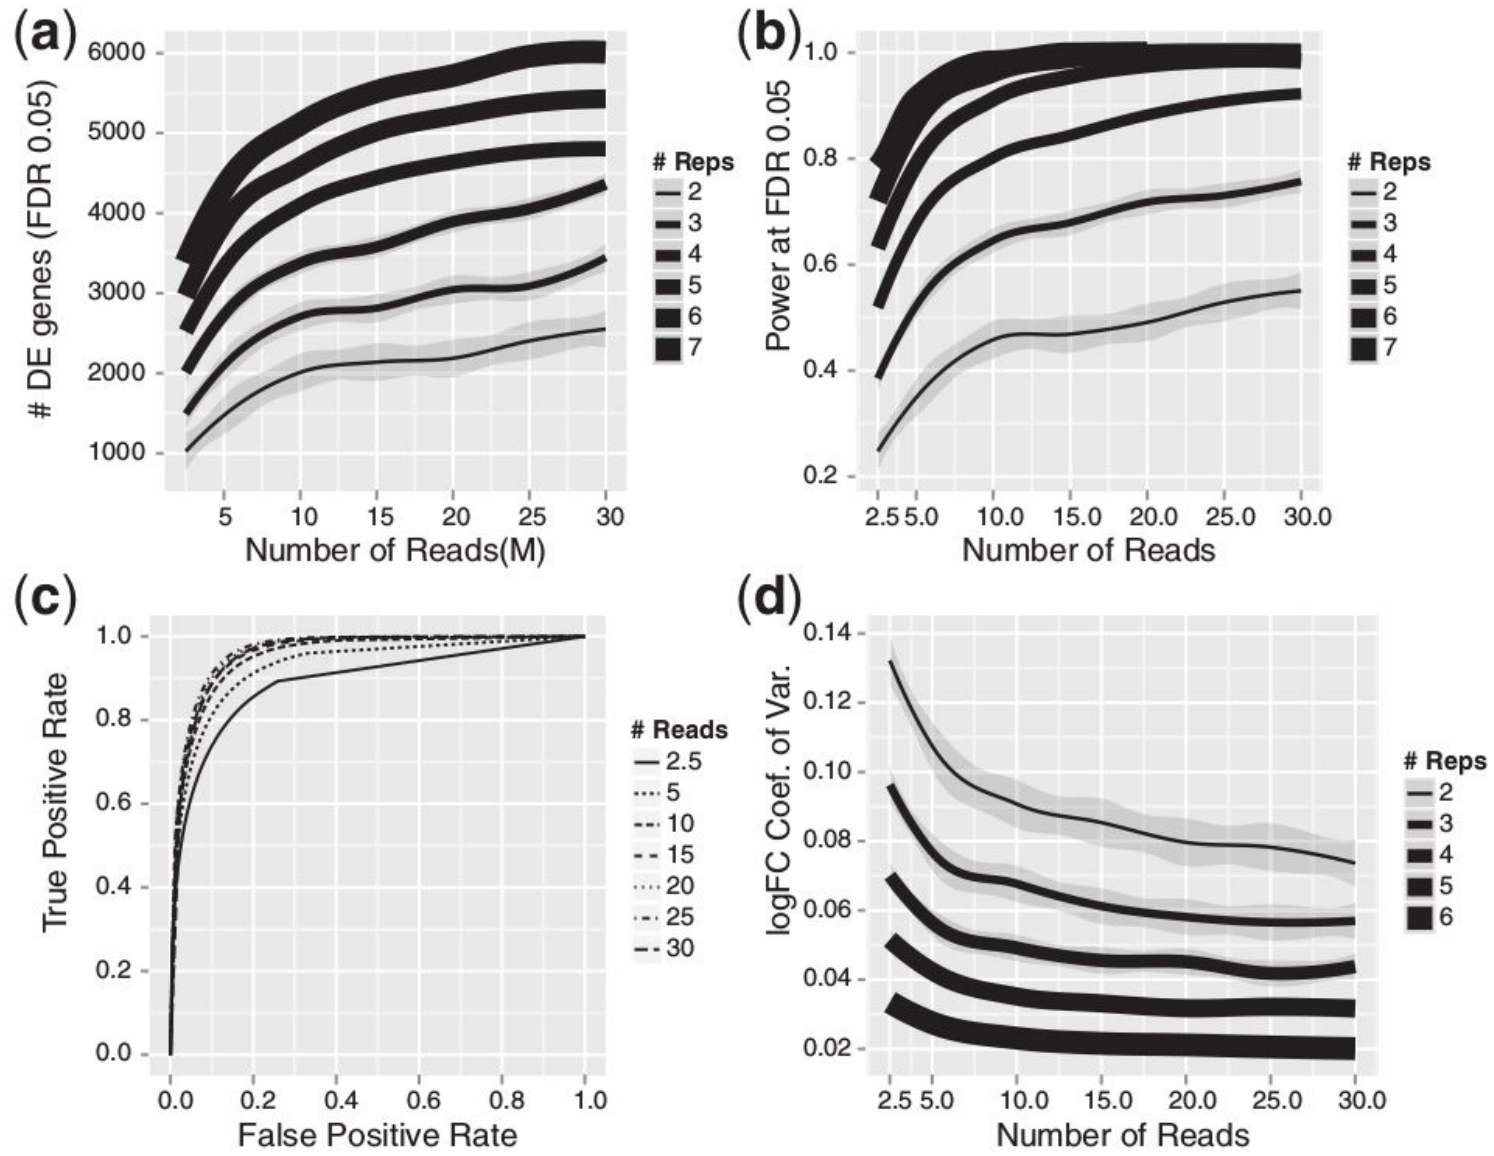 (a)
# DE genes (FDR 0.05)
6000
5000
4000
3000
2000
1000
5 10 15 20 25 30
Number of Reads(M)
# Reps
2
3
4
5
6
7
(b)
Power at FDR 0.05
1.0
0.8
0.6
0.4
0.2
2.5 5.0 10.0 15.0 20.0 25.0 30.0
Number of Reads
# Reps
2
3
4
5
6
7
(c)
True Positive Rate
1.0
0.8
0.6
0.4
0.2
0.0
0.0 0.2 0.4 0.6 0.8 1.0
False Positive Rate
# Reads
2.5
5
10
15
20
25
30
(d)
logFC Coef. of Var.
0.14
0.12
0.10
0.08
0.06
0.04
0.02
2.5 5.0 10.0 15.0 20.0 25.0 30.0
Number of Reads
# Reps
2
3
4
5
6